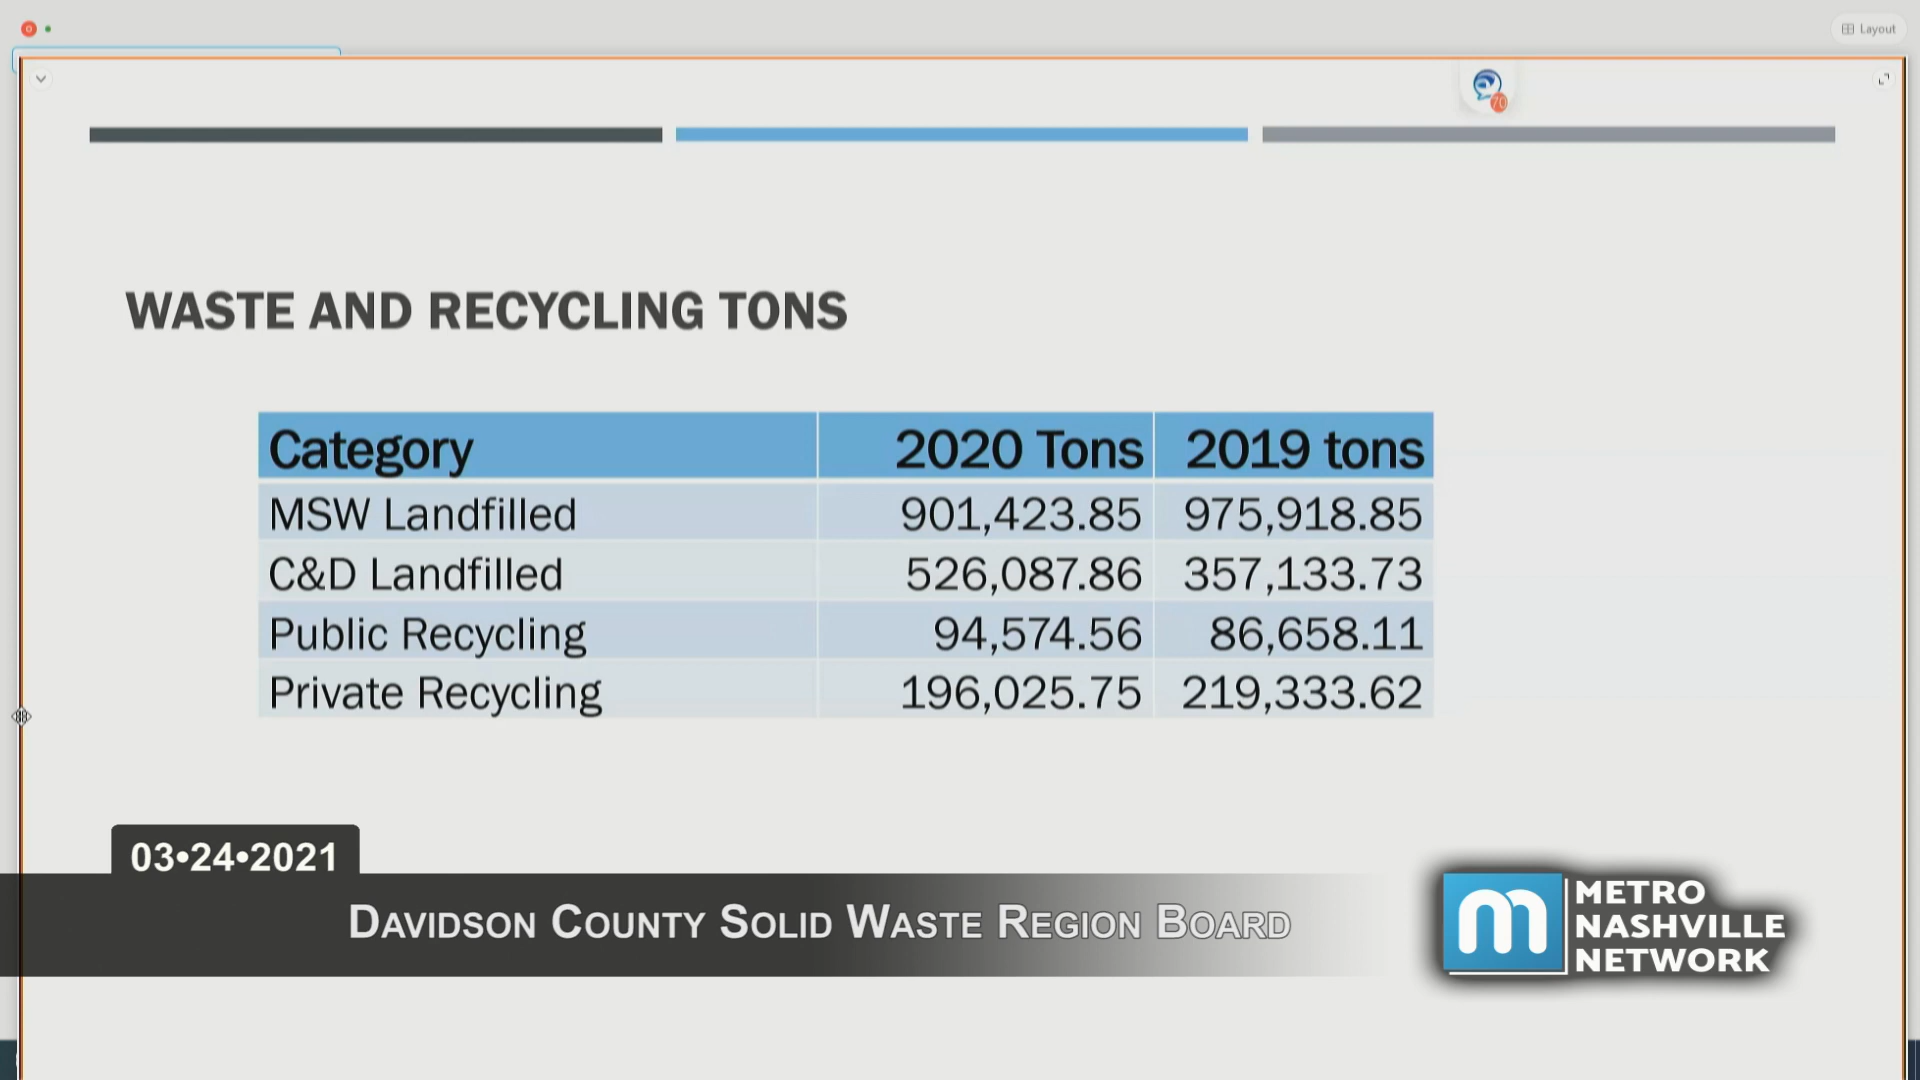 Layout
70
WASTE AND RECYCLING TONS
Category 2020 Tons 2019 tons
MSW Landfilled 901,423.85 975,918.85
C&D Landfilled 526,087.86 357,133.73
Public Recycling 94,574.56 86,658.11
Private Recycling 196,025.75 219,333.62
03•24•2021
DAVIDSON COUNTY SOLID WASTE REGION BOARD
m METRO
NASHVILLE
NETWORK